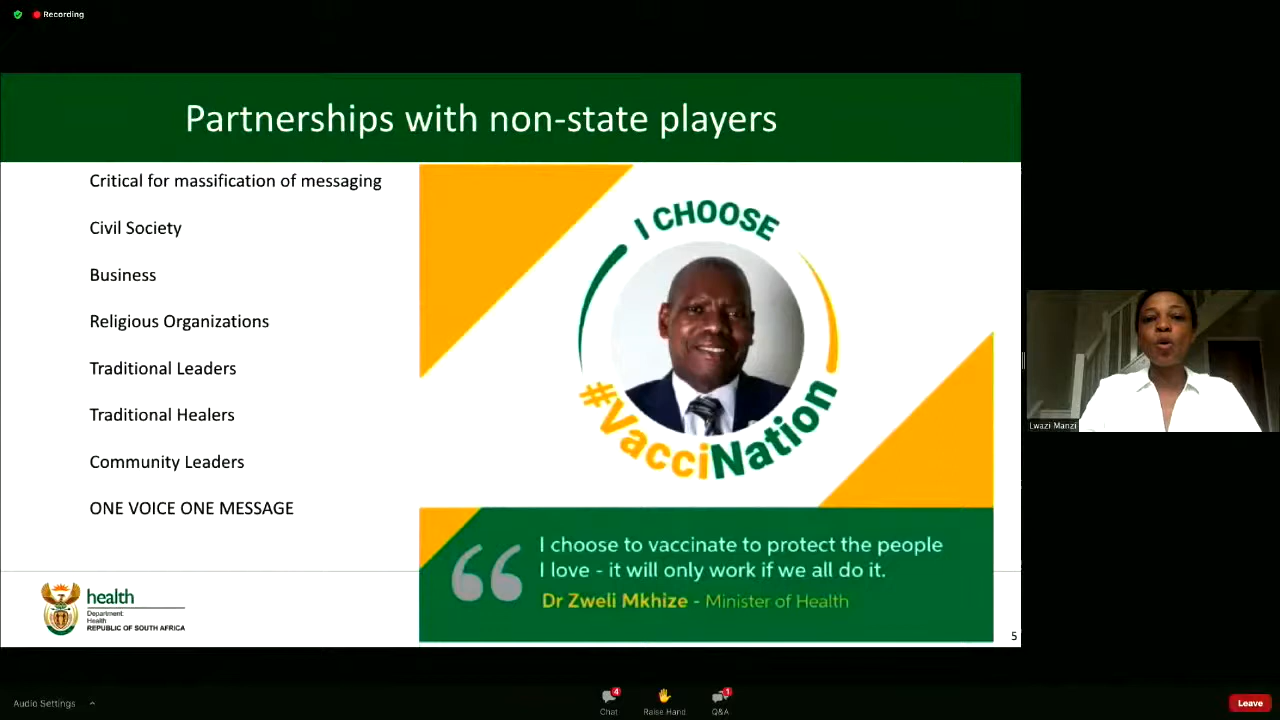 Recording
Partnerships with non-state players
Critical for massification of messaging
Civil Society
Business
Religious Organizations
Traditional Leaders
Traditional Healers
Community Leaders
ONE VOICE ONE MESSAGE
I CHOOSE
#VacciNation
I choose to vaccinate to protect the people
I love - it will only work if we all do it.
Dr Zweli Mkhize - Minister of Health
health
Department:
Health
REPUBLIC OF SOUTH AFRICA
5
Lwazi Manzi
Audio Settings
4
Chat
Raise Hand
1
Q&A
Leave